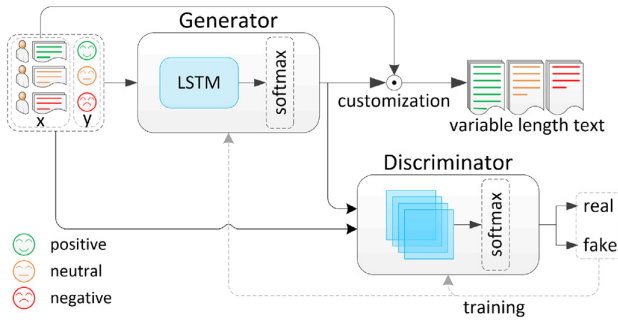 Generator
LSTM
softmax
x
y
customization
variable length text
Discriminator
softmax
real
fake
positive
neutral
negative
training